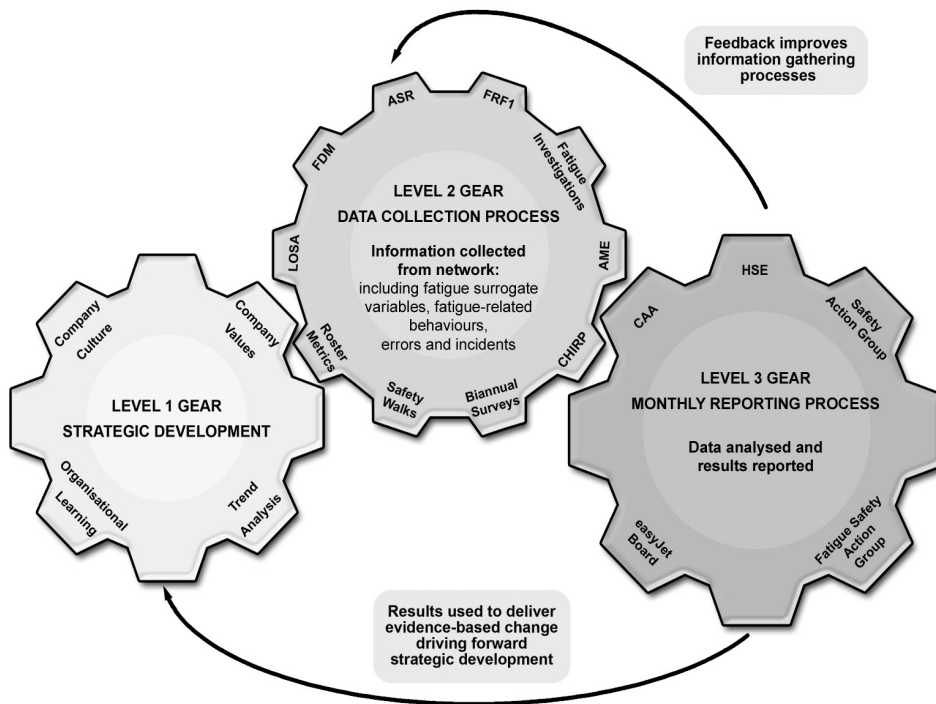 Feedback improves
information gathering
processes
ASR
FRF1
FDM
Fatigue
Investigations
LOSA
AME
Roster
Metrics
CHIRP
Safety
Walks
Biannual
Surveys
LEVEL 2 GEAR
DATA COLLECTION PROCESS
Information collected
from network:
including fatigue surrogate
variables, fatigue-related
behaviours,
errors and incidents
Company
Culture
Company
Values
LEVEL 1 GEAR
STRATEGIC DEVELOPMENT
Organisational
Learning
Trend
Analysis
HSE
CAA
Safety
Action Group
LEVEL 3 GEAR
MONTHLY REPORTING PROCESS
Data analysed and
results reported
easyJet
Board
Fatigue Safety
Action
Group
Results used to deliver
evidence-based change
driving forward
strategic development